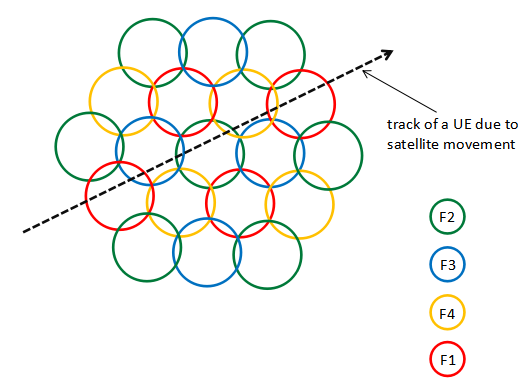 track of a UE due to
satellite movement
F2
F3
F4
F1